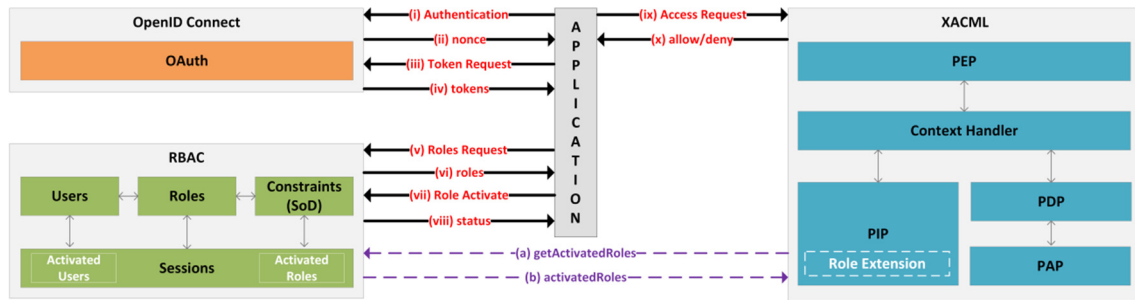 OpenID Connect
OAuth
(i) Authentication
(ii) nonce
(iii) Token Request
(iv) tokens
RBAC
Users
Roles
Constraints
(SoD)
Activated
Users
Sessions
Activated
Roles
(v) Roles Request
(vi) roles
(vii) Role Activate
(viii) status
(a) getActivatedRoles
(b) activatedRoles
A
P
P
L
I
C
A
T
I
O
N
(ix) Access Request
(x) allow/deny
XACML
PEP
Context Handler
PIP
Role Extension
PDP
PAP